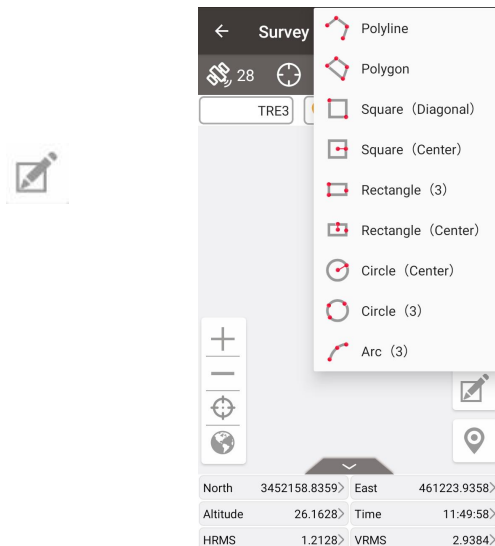 Survey
28
TRE3
Polyline
Polygon
Square（Diagonal）
Square（Center）
Rectangle（3）
Rectangle（Center）
Circle（Center）
Circle（3）
Arc（3）
North 3452158.8359 East 461223.9358
Altitude 26.1628 Time 11:49:58
HRMS 1.2128 VRMS 2.9384